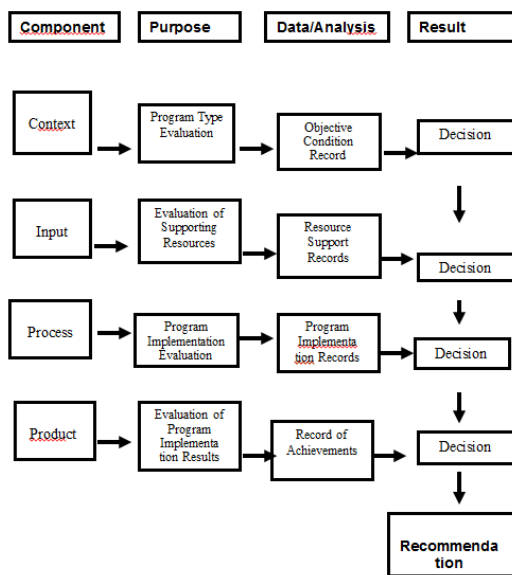 Component Purpose Data/Analysis Result
Context
Program Type
Evaluation
Objective
Condition
Record
Decision
Input
Evaluation of
Supporting
Resources
Resource
Support
Records
Decision
Process
Program
Implementation
Evaluation
Program
Implementa
tion Records
Decision
Product
Evaluation of
Program
Implementa
tion Results
Record of
Achievements
Decision
Recommenda
tion